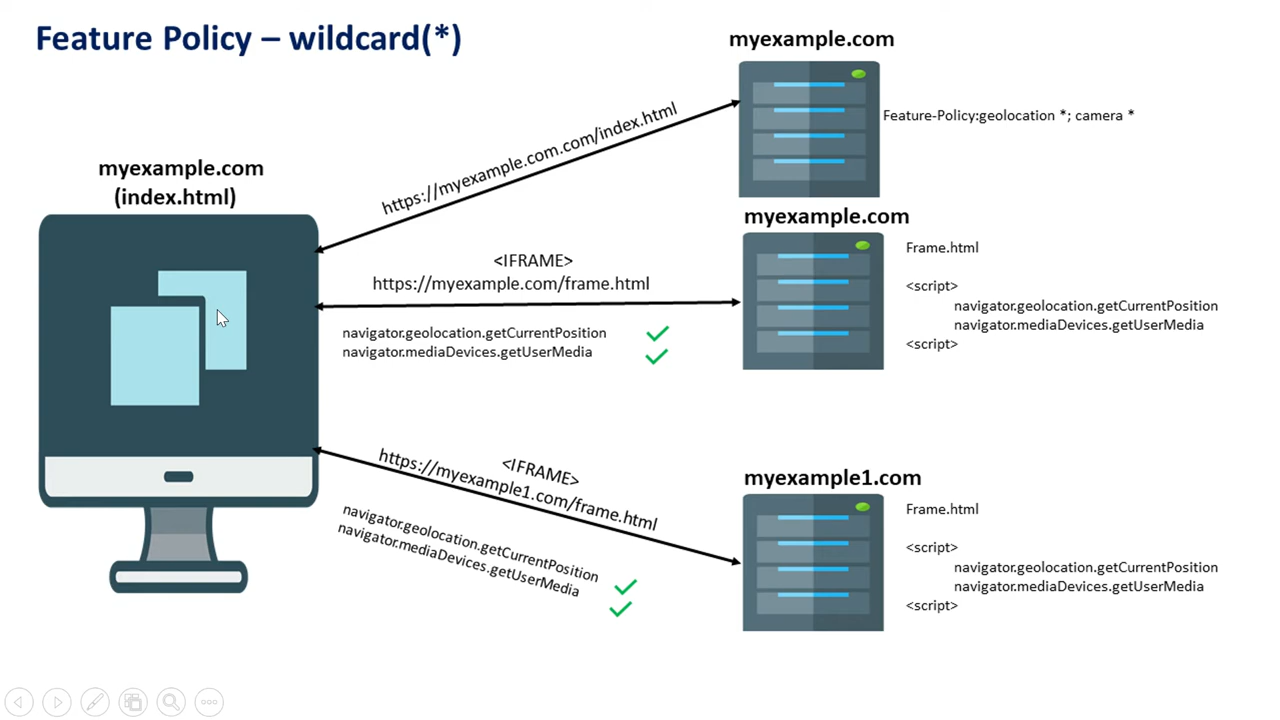 Feature Policy – wildcard(*)
myexample.com
Feature-Policy:geolocation *; camera *
https://myexample.com.com/index.html
myexample.com
(index.html)
myexample.com
<IFRAME>
https://myexample.com/frame.html
navigator.geolocation.getCurrentPosition
navigator.mediaDevices.getUserMedia
Frame.html
<script>
navigator.geolocation.getCurrentPosition
navigator.mediaDevices.getUserMedia
<script>
<IFRAME>
https://myexample1.com/frame.html
navigator.geolocation.getCurrentPosition
navigator.mediaDevices.getUserMedia
myexample1.com
Frame.html
<script>
navigator.geolocation.getCurrentPosition
navigator.mediaDevices.getUserMedia
<script>